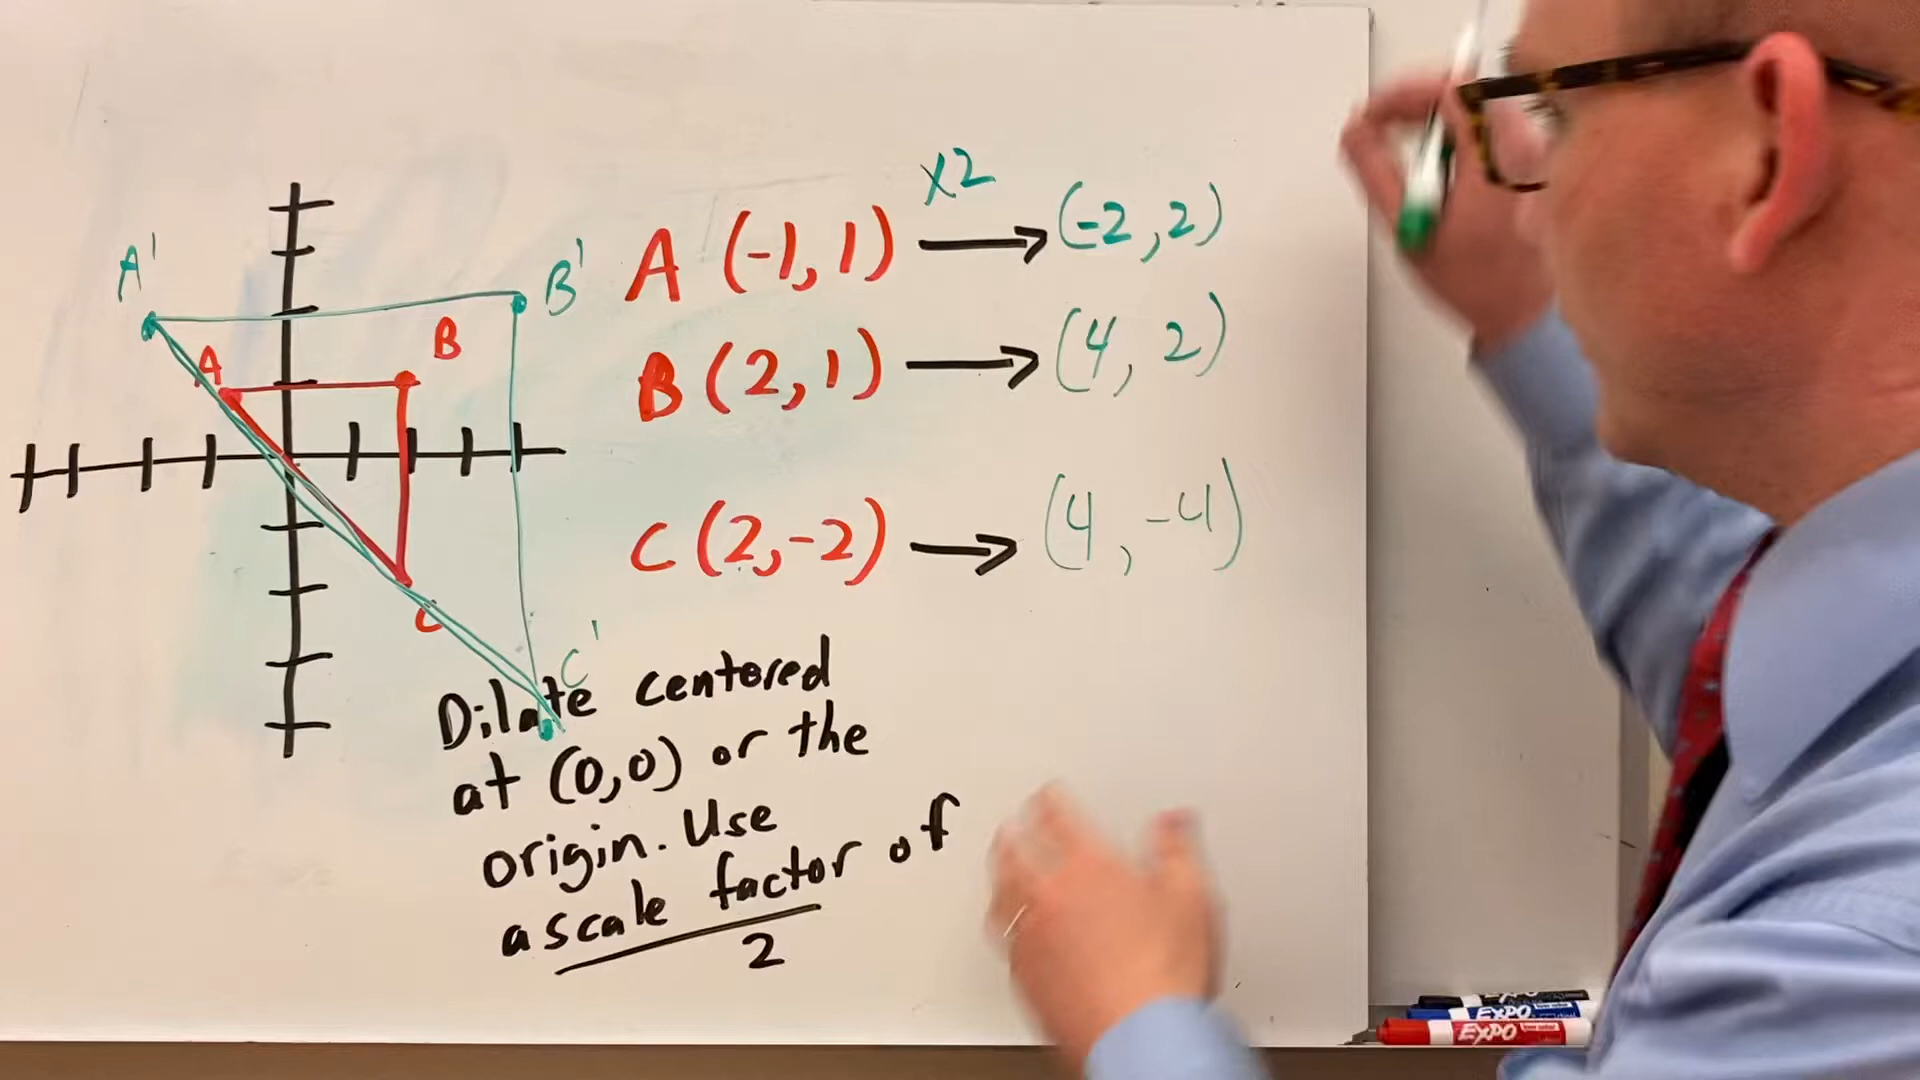 x2
A (-1, 1) → (-2, 2)
B (2, 1) → (4, 2)
C (2, -2) → (4, -4)
A'
B'
A
B
C
C'
Dilate centered
at (0,0) or the
origin. Use
a scale factor of
2
EXPO
EXPO
EXPO